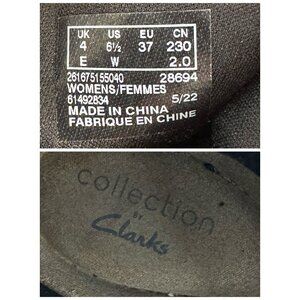 UK US EU CN
4 6½ 37 230
E W 2.0
261675155040 28694
WOMENS/FEMMES
61492834 5/22
MADE IN CHINA
FABRIQUE EN CHINE
collection
BY
Clarks